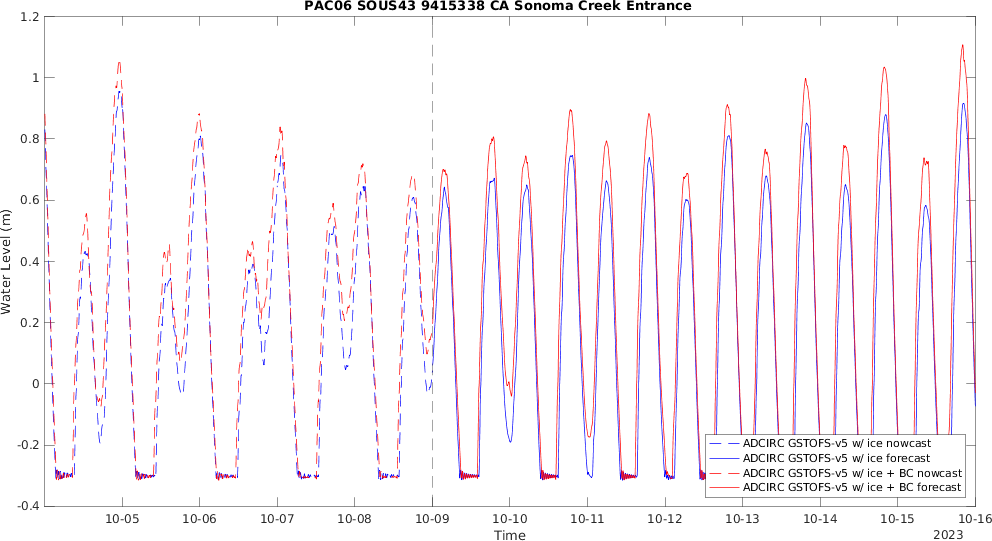 PAC06 SOUS43 9415338 CA Sonoma Creek Entrance
1.2
1
0.8
0.6
0.4
0.2
0
-0.2
-0.4
Water Level (m)
ADCIRC GSTOFS-v5 w/ ice nowcast
ADCIRC GSTOFS-v5 w/ ice forecast
ADCIRC GSTOFS-v5 w/ ice + BC nowcast
ADCIRC GSTOFS-v5 w/ ice + BC forecast
10-05 10-06 10-07 10-08 10-09 10-10 10-11 10-12 10-13 10-14 10-15 10-16
Time
2023